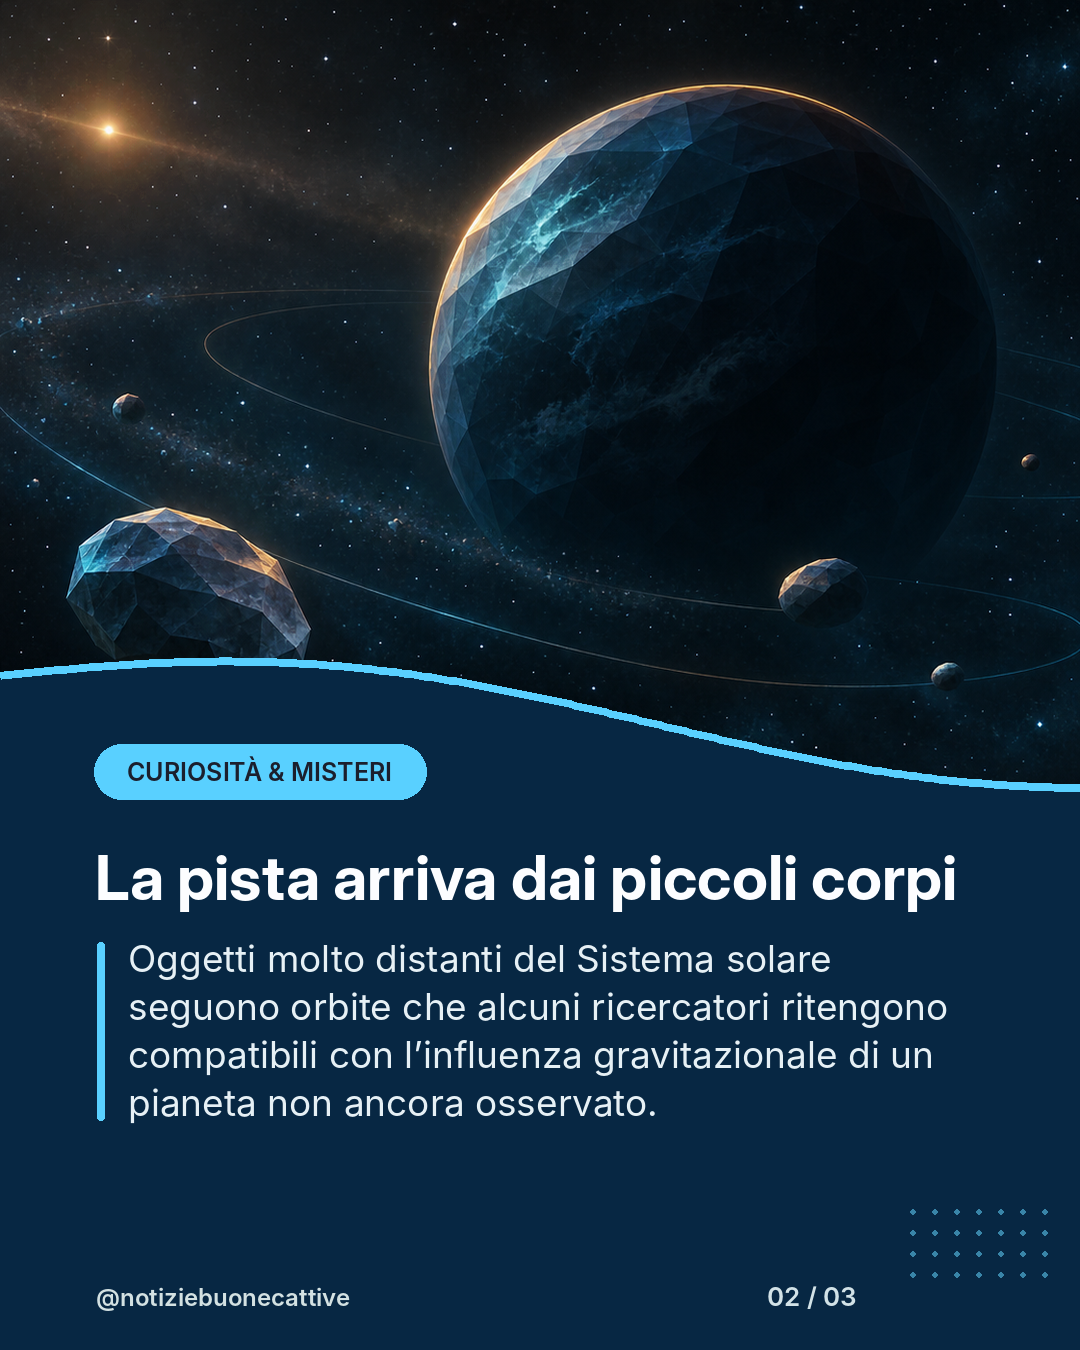 CURIOSITÀ & MISTERI
La pista arriva dai piccoli corpi
Oggetti molto distanti del Sistema solare
seguono orbite che alcuni ricercatori ritengono
compatibili con l’influenza gravitazionale di un
pianeta non ancora osservato.
@notiziebuonecattive
02 / 03